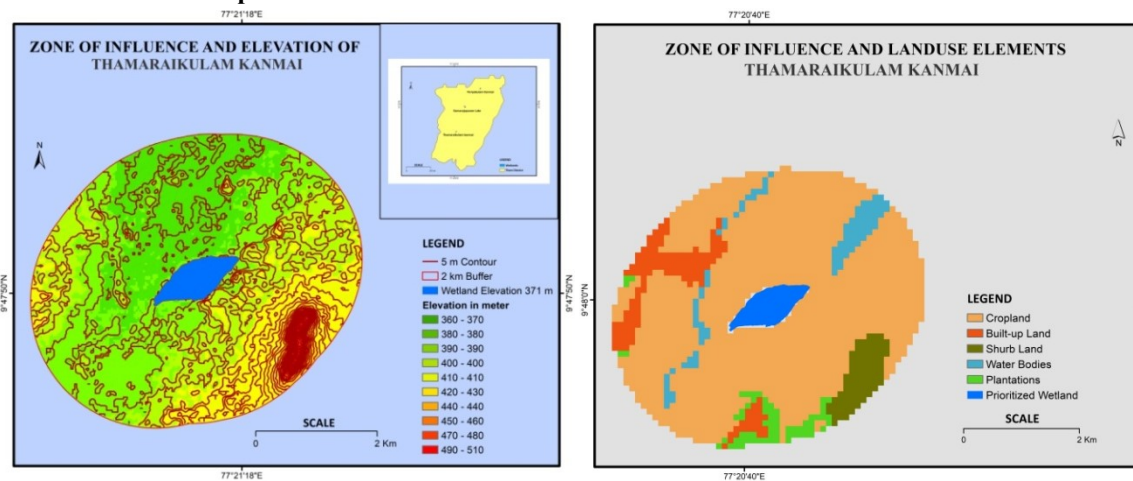 77°21'18"E
ZONE OF INFLUENCE AND ELEVATION OF
THAMARAIKULAM KANMAI
N
9°47'50"N
9°47'50"N
LEGEND
5 m Contour
2 km Buffer
Wetland Elevation 371 m
Elevation in meter
360 - 370
380 - 380
390 - 390
400 - 400
410 - 410
420 - 430
440 - 440
450 - 460
470 - 480
490 - 510
SCALE
0 2 Km
77°21'18"E
77°20'40"E
ZONE OF INFLUENCE AND LANDUSE ELEMENTS
THAMARAIKULAM KANMAI
N
9°48'0"N
LEGEND
Cropland
Built-up Land
Shurb Land
Water Bodies
Plantations
Prioritized Wetland
SCALE
0 2 Km
77°20'40"E